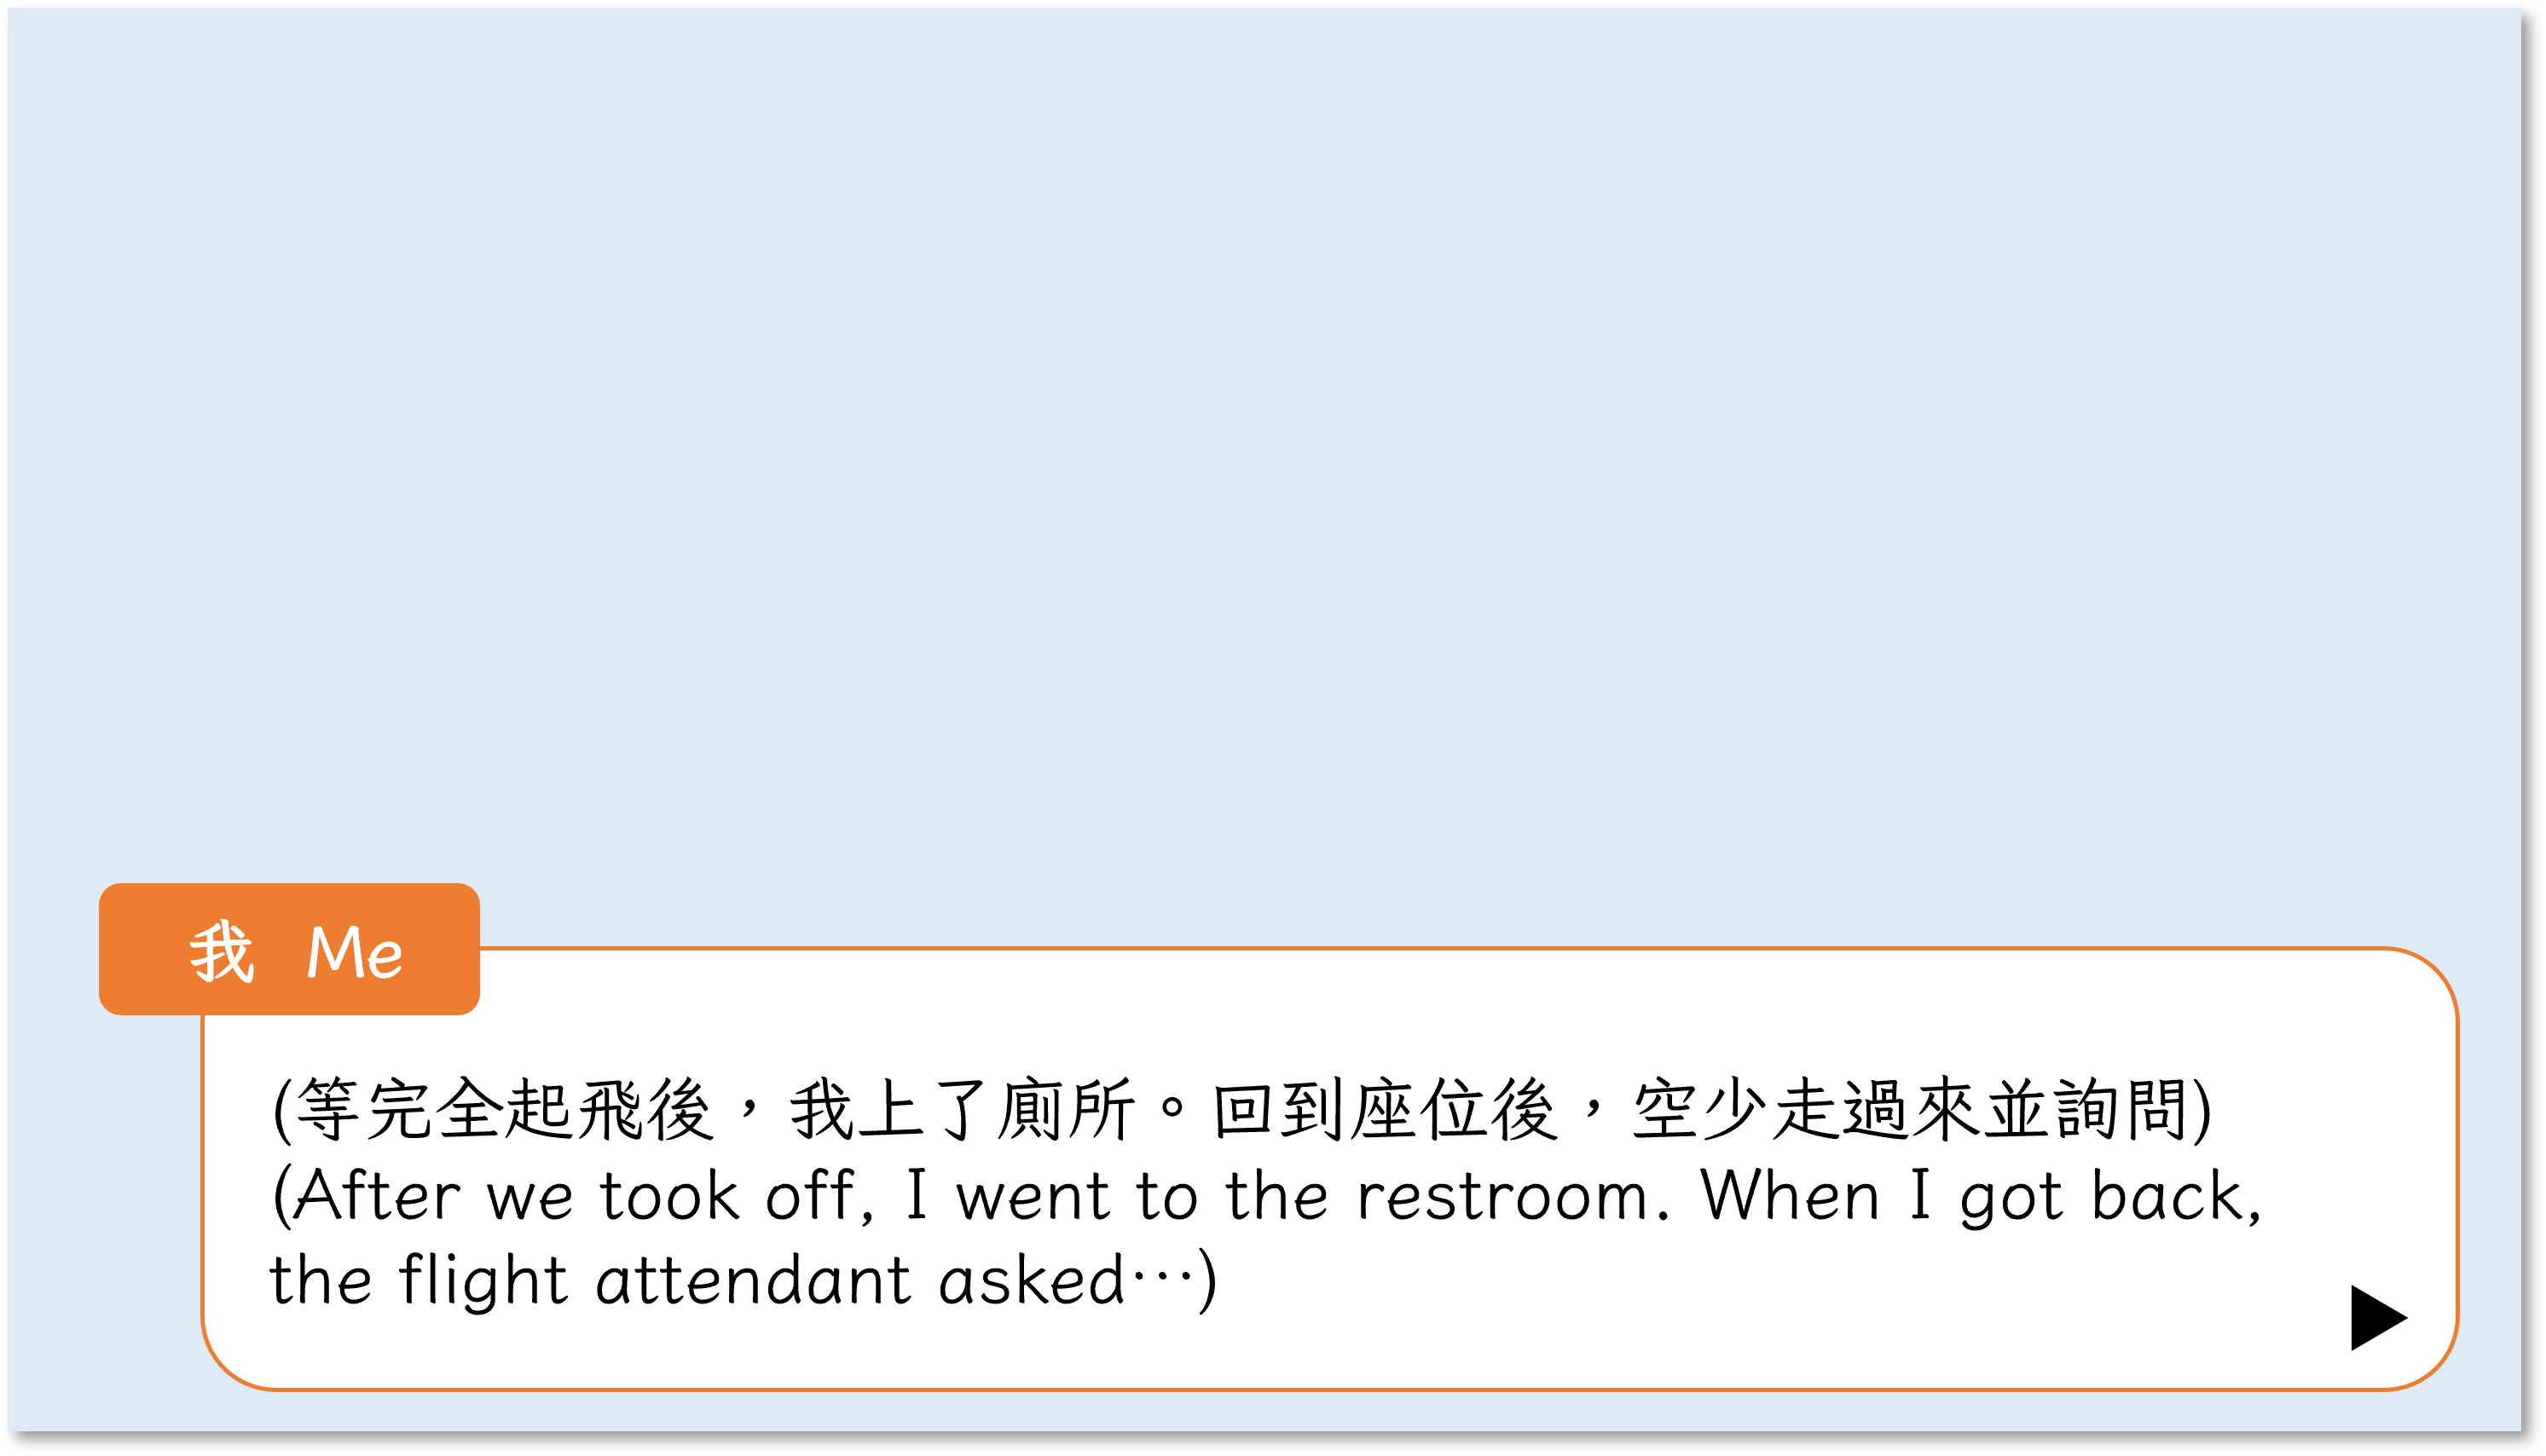 我 Me
(等完全起飛後，我上了廁所。回到座位後，空少走過來並詢問)
(After we took off, I went to the restroom. When I got back,
the flight attendant asked⋯)